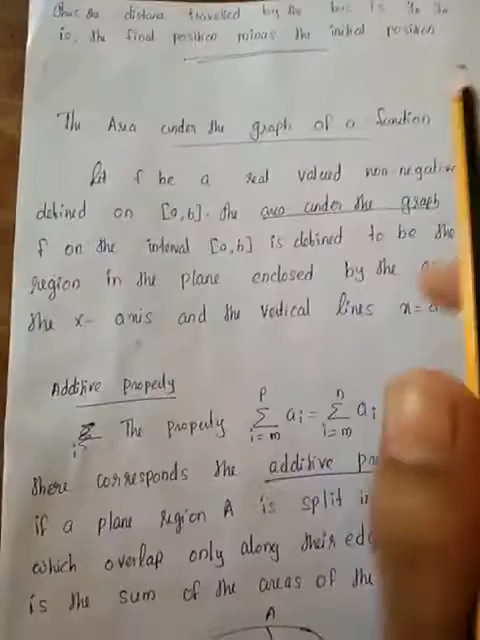 Thus the distance travelled by the bus is
ie, the final position minus the initial position
The Area under the graph of a function
Let f be a real valued non-negative
defined on [a,b]. The area under the graph
f on the interval [a,b] is defined to be the
region in the plane enclosed by the
the x- axis and the vertical lines x=a
Additive Property
The property p Σ i=m ai = n Σ i=m ai
there corresponds the additive
if a plane region A is split
which overlap only along their
is the sum of the areas of the
A